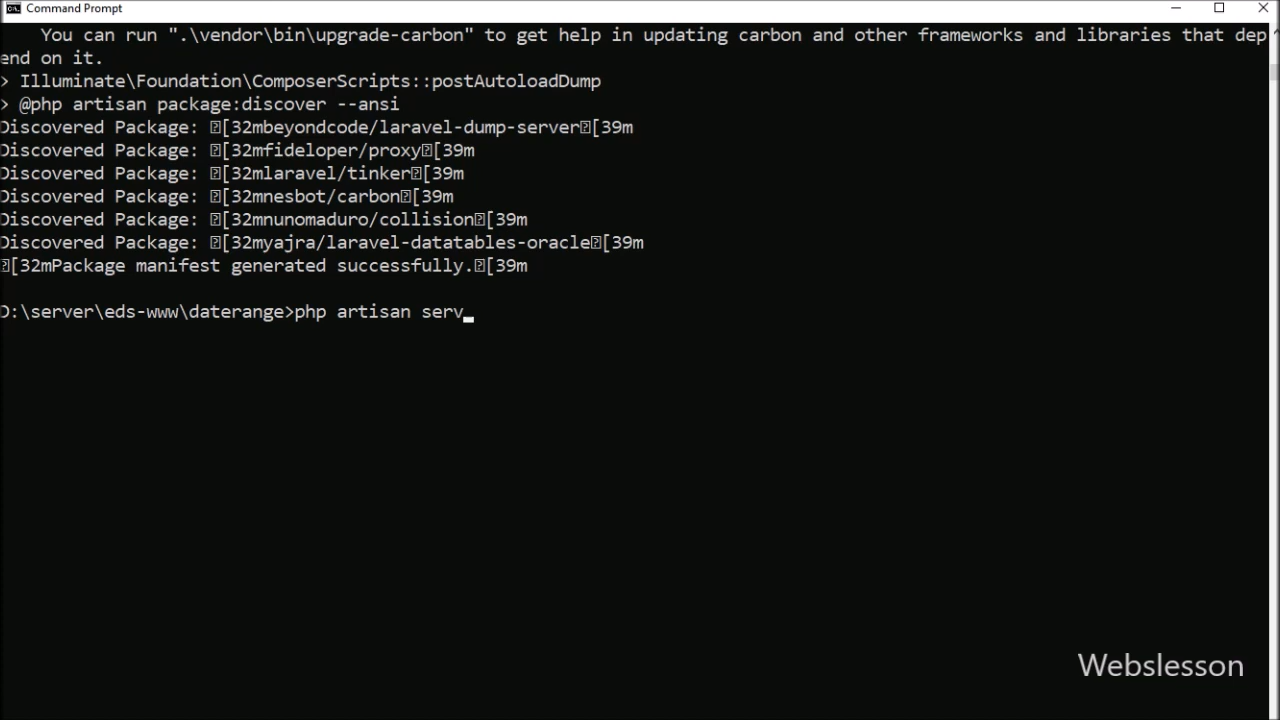 Command Prompt
You can run ".\vendor\bin\upgrade-carbon" to get help in updating carbon and other frameworks and libraries that dep
end on it.
> Illuminate\Foundation\ComposerScripts::postAutoloadDump
> @php artisan package:discover --ansi
Discovered Package: �[32mbeyondcode/laravel-dump-server�[39m
Discovered Package: �[32mfideloper/proxy�[39m
Discovered Package: �[32mlaravel/tinker�[39m
Discovered Package: �[32mnesbot/carbon�[39m
Discovered Package: �[32mnunomaduro/collision�[39m
Discovered Package: �[32myajra/laravel-datatables-oracle�[39m
�[32mPackage manifest generated successfully.�[39m
D:\server\eds-www\daterange>php artisan serv_
Webslesson